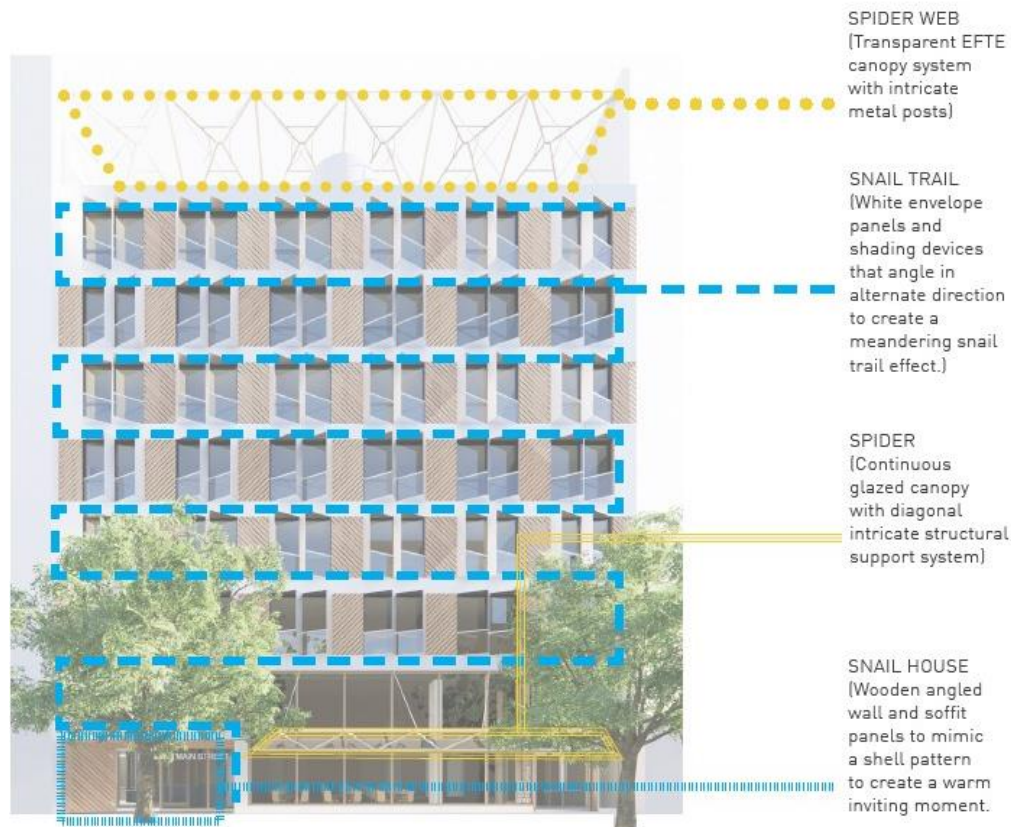 SPIDER WEB
(Transparent EFTE
canopy system
with intricate
metal posts)
SNAIL TRAIL
(White envelope
panels and
shading devices
that angle in
alternate direction
to create a
meandering snail
trail effect.)
SPIDER
(Continuous
glazed canopy
with diagonal
intricate structural
support system)
SNAIL HOUSE
(Wooden angled
wall and soffit
panels to mimic
a shell pattern
to create a warm
inviting moment.
MAIN STREET